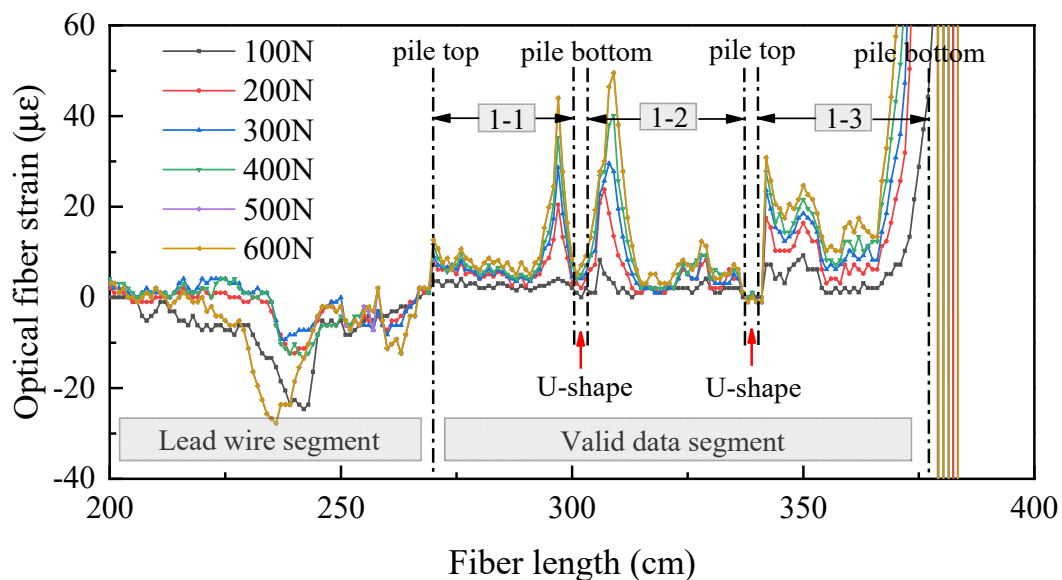 60
40
20
0
-20
-40
Optical fiber strain (με)
100N
200N
300N
400N
500N
600N
pile top
pile bottom
pile top
pile bottom
1-1
1-2
1-3
U-shape
U-shape
Lead wire segment
Valid data segment
200
250
300
350
400
Fiber length (cm)